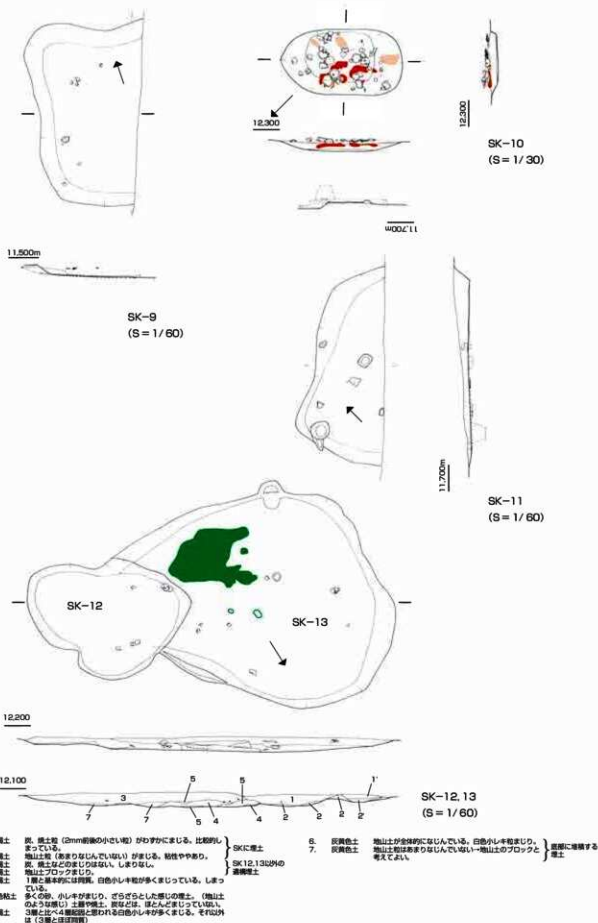 12,300
12,300
SK-10
(S = 1/30)
11,700m
11,500m
SK-9
(S = 1/60)
11,700m
SK-11
(S = 1/60)
SK-12
SK-13
12,200
12,100
5
5
1'
3
1
7
7
5
4
4
2
2
2
2'
SK-12, 13
(S = 1/60)
土 炭、焼土粒(2mm前後の小さい粒)がわずかにまじる。比較的し
まっている。
土 地山土粒(あまりなじんでいない)がまじる。粘性ややあり。
土 炭、焼土などのまじりはない。しまりなし。
土 地山土ブロックまじり。
土 1層と基本的には同質。白色小レキ粒が多くまじっている。しまっ
ている。
粘土 多くの砂、小レキがまじり、ざらざらとした感じの埋土。(地山土
のような感じ)土器や焼土、炭などは、ほとんどまじっていない。
土 3層と比べ4層起因と思われる白色小レキが多くまじる。それ以外
は(3層とほぼ同質)
SKに埋土
SK12,13以外の
遺構埋土
6. 灰黄色土 地山土が全体的になじんでいる。白色小レキ粒まじり。
7. 灰黄色土 地山土粒はあまりなじんでいない→地山土のブロックと
考えてよい。
底部に堆積する
埋土